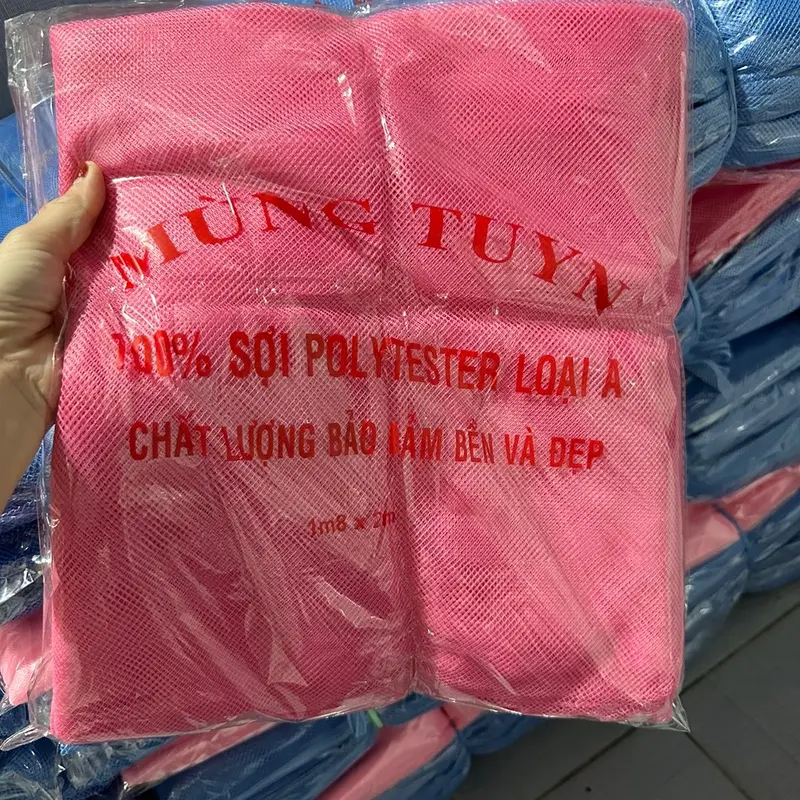 MÙNG TUYN
100% SỢI POLYTESTER LOẠI A
CHẤT LƯỢNG BẢO ĐẢM BỀN VÀ ĐẸP
1m8 x 2m